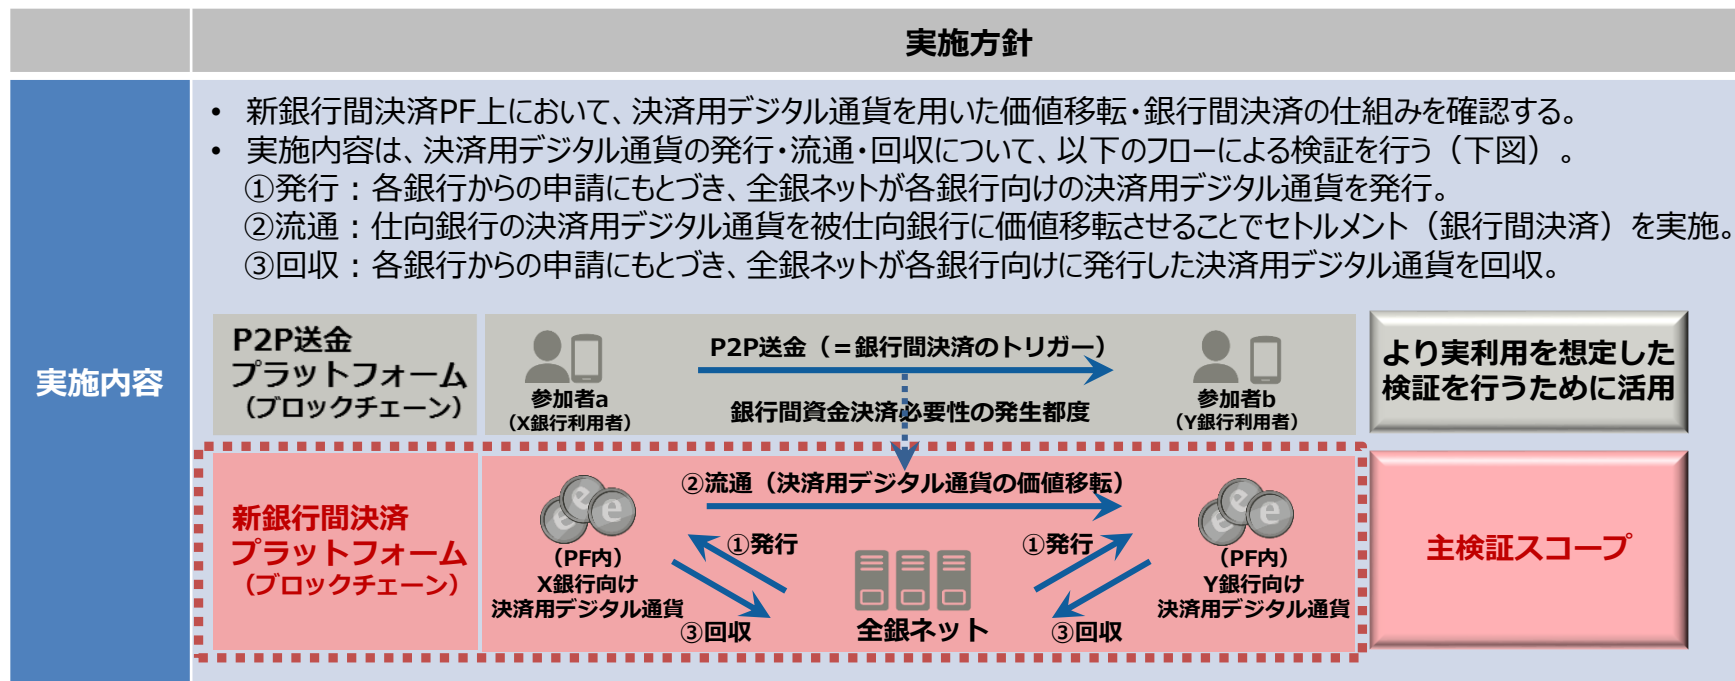 実施方針
実施内容
• 新銀行間決済PF上において、決済用デジタル通貨を用いた価値移転・銀行間決済の仕組みを確認する。
• 実施内容は、決済用デジタル通貨の発行・流通・回収について、以下のフローによる検証を行う（下図）。
①発行：各銀行からの申請にもとづき、全銀ネットが各銀行向けの決済用デジタル通貨を発行。
②流通：仕向銀行の決済用デジタル通貨を被仕向銀行に価値移転させることでセトルメント（銀行間決済）を実施。
③回収：各銀行からの申請にもとづき、全銀ネットが各銀行向けに発行した決済用デジタル通貨を回収。
P2P送金
プラットフォーム
（ブロックチェーン）
参加者a
（X銀行利用者）
P2P送金（＝銀行間決済のトリガー）
銀行間資金決済必要性の発生都度
参加者b
（Y銀行利用者）
より実利用を想定した
検証を行うために活用
新銀行間決済
プラットフォーム
（ブロックチェーン）
e
（PF内）
X銀行向け
決済用デジタル通貨
②流通（決済用デジタル通貨の価値移転）
①発行
③回収
全銀ネット
①発行
③回収
e
（PF内）
Y銀行向け
決済用デジタル通貨
主検証スコープ